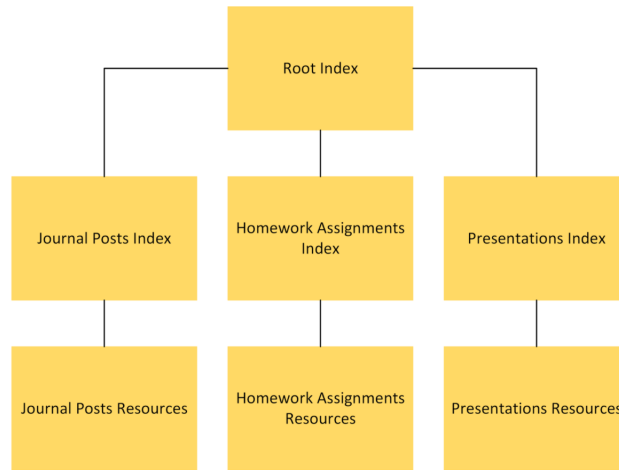 Root Index
Journal Posts Index
Homework Assignments
Index
Presentations Index
Journal Posts Resources
Homework Assignments
Resources
Presentations Resources